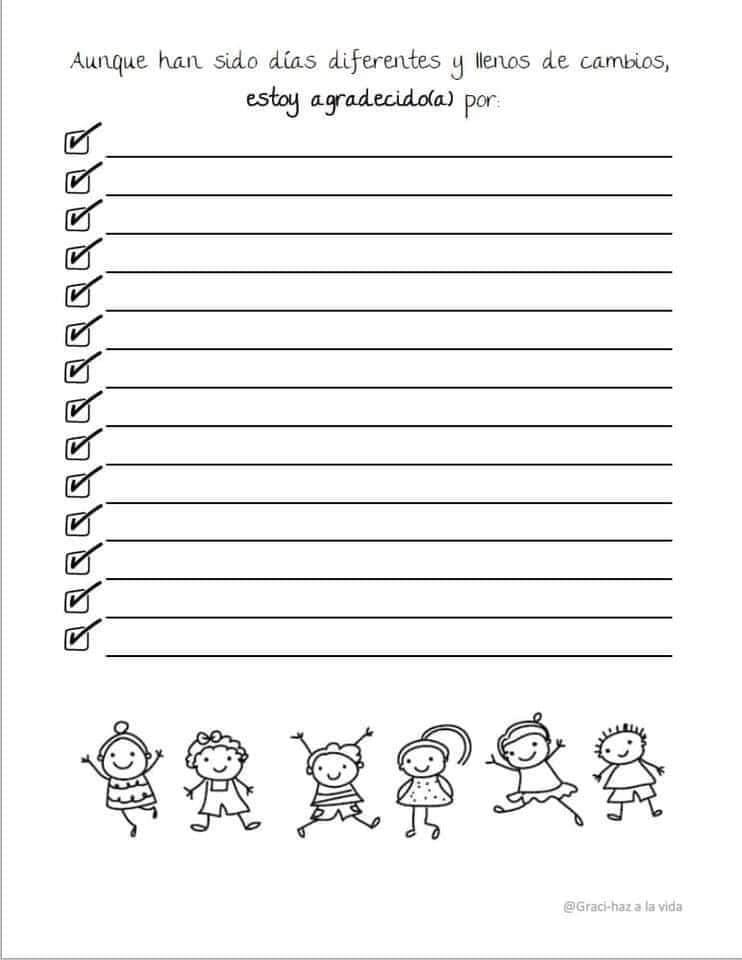 Aunque han sido días diferentes y llenos de cambios,
estoy agradecido(a) por:
@Graci-haz a la vida